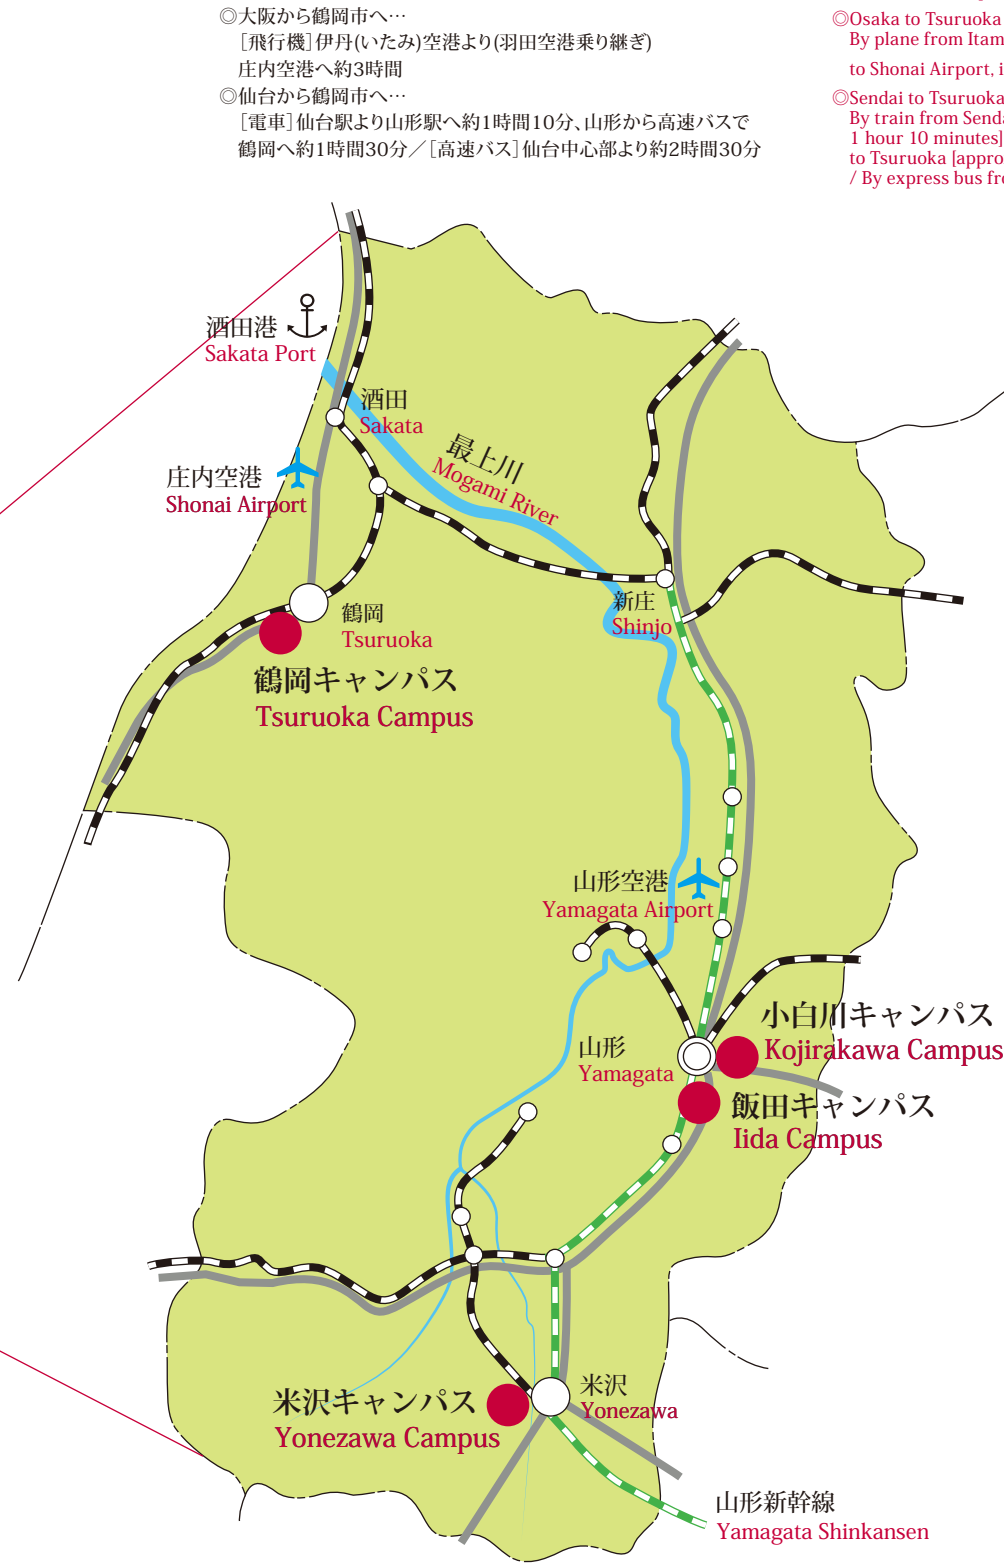 ◎大阪から鶴岡市へ…
［飛行機］伊丹(いたみ)空港より(羽田空港乗り継ぎ)
庄内空港へ約3時間
◎仙台から鶴岡市へ…
［電車］仙台駅より山形駅へ約1時間10分、山形から高速バスで
鶴岡へ約1時間30分／［高速バス］仙台中心部より約2時間30分
◎Osaka to Tsuruoka
By plane from Itam
to Shonai Airport, i
◎Sendai to Tsuruoka
By train from Senda
1 hour 10 minutes]
to Tsuruoka [appro
/ By express bus fro
酒田港
Sakata Port
酒田
Sakata
最上川
Mogami River
庄内空港
Shonai Airport
新庄
Shinjo
鶴岡
Tsuruoka
鶴岡キャンパス
Tsuruoka Campus
山形空港
Yamagata Airport
小白川キャンパス
Kojirakawa Campus
山形
Yamagata
飯田キャンパス
Iida Campus
米沢キャンパス
Yonezawa Campus
米沢
Yonezawa
山形新幹線
Yamagata Shinkansen